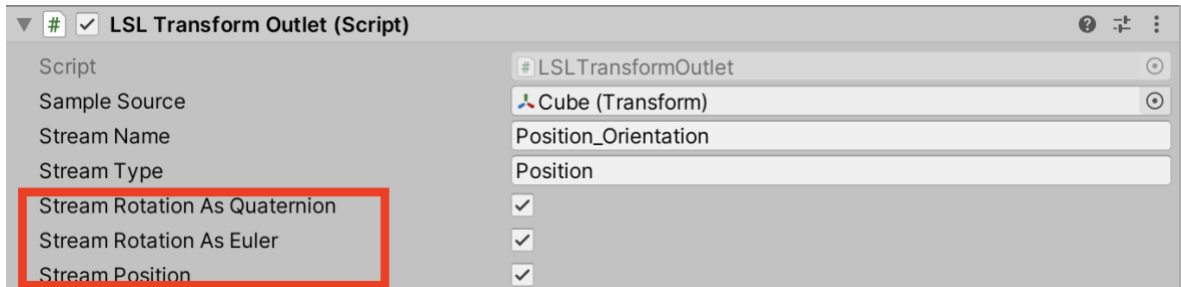 LSL Transform Outlet (Script)
Script LSLTransformOutlet
Sample Source Cube (Transform)
Stream Name Position_Orientation
Stream Type Position
Stream Rotation As Quaternion
Stream Rotation As Euler
Stream Position